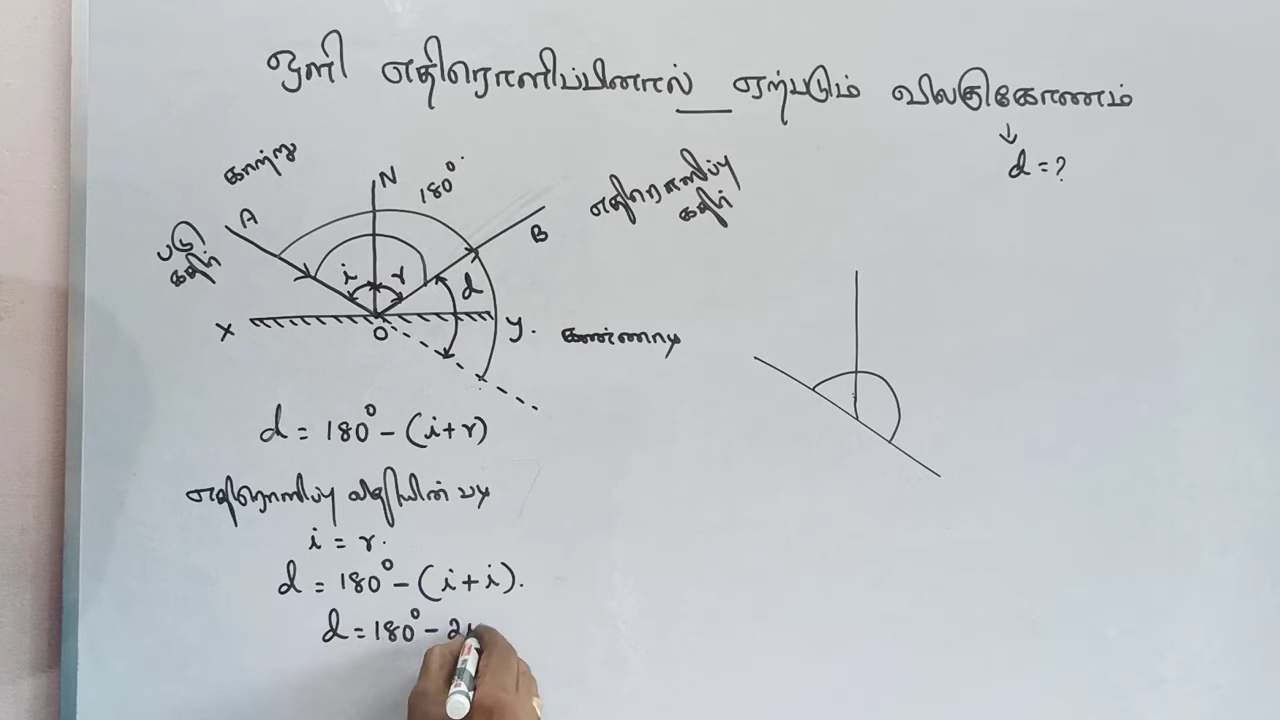 ஒளி எதிரொளிப்பினால் ஏற்படும் விலகுகோணம்
d = ?
காற்று
N
180°
எதிரொளிப்பு
கதிர்
A
B
படு
கதிர்
i
r
d
X
O
y.
கண்ணாடி
d = 180° - (i+r)
எதிரொளிப்பு விதியின் படி
i = r.
d = 180° - (i+i).
d = 180° - 2i